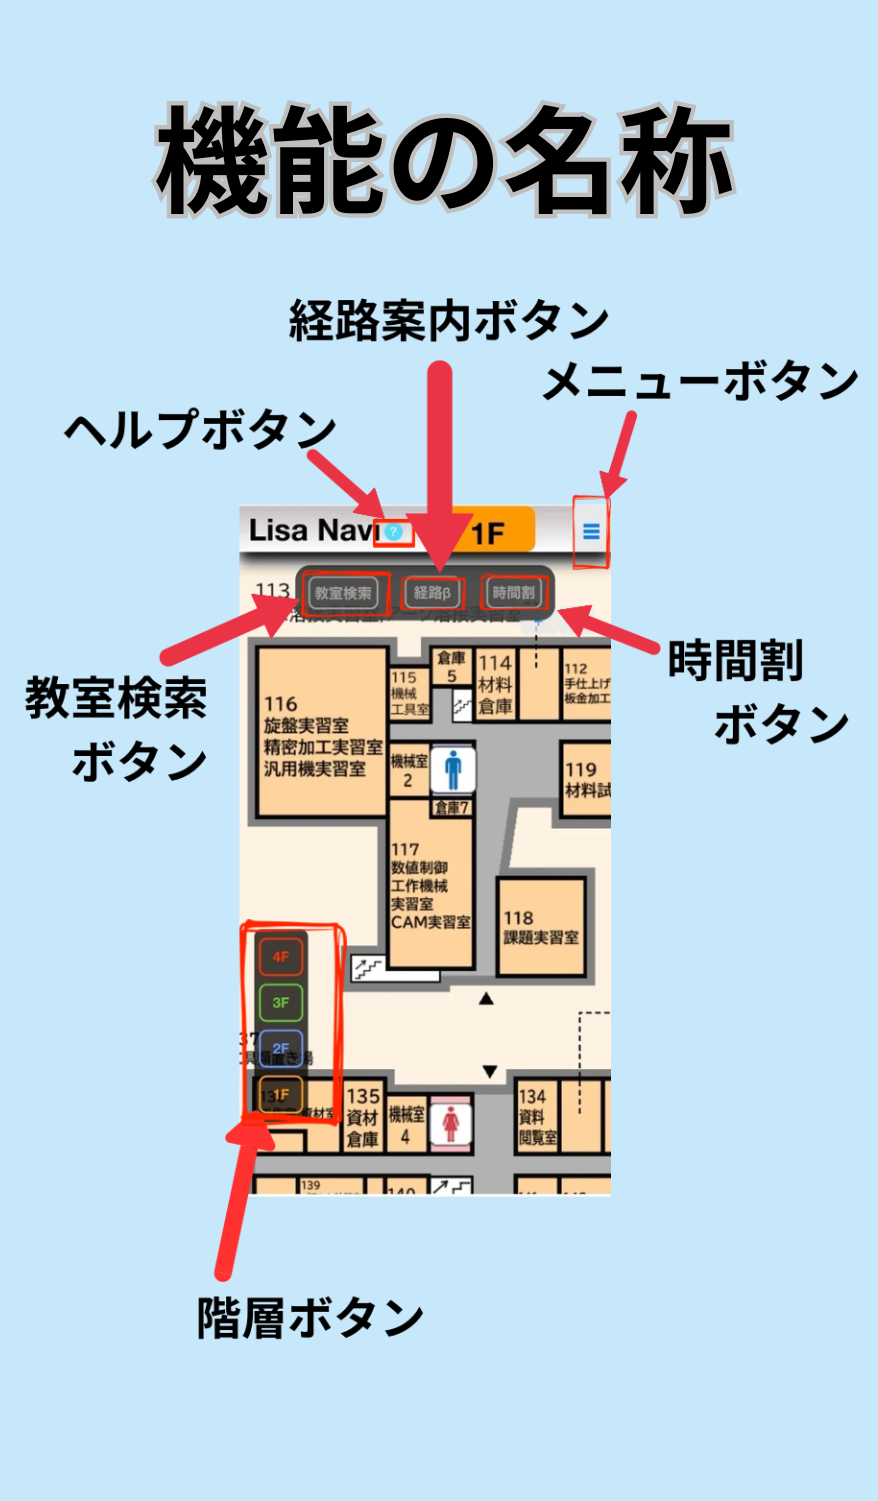 機能の名称
経路案内ボタン
メニューボタン
ヘルプボタン
Lisa Navi
?
1F
113
教室検索
経路β
時間割
教室検索
ボタン
時間割
ボタン
116
旋盤実習室
精密加工実習室
汎用機実習室
115
機械
工具室
倉庫
5
114
材料
倉庫
112
手仕上げ
板金加工
機械室
2
倉庫7
119
材料試
117
数値制御
工作機械
実習室
CAM実習室
118
課題実習室
4F
3F
2F
1F
37
資材室
135
資材
倉庫
機械室
4
134
資料
閲覧室
139
140
階層ボタン